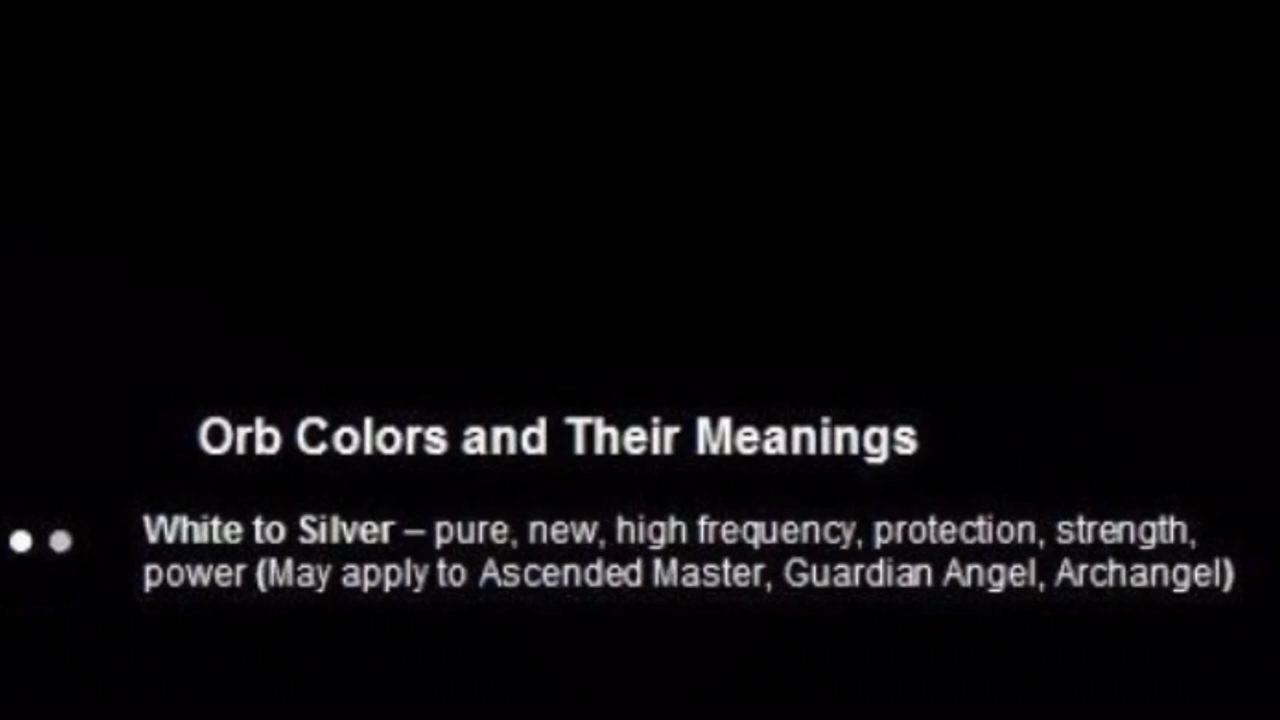 Orb Colors and Their Meanings
White to Silver – pure, new, high frequency, protection, strength,
power (May apply to Ascended Master, Guardian Angel, Archangel)